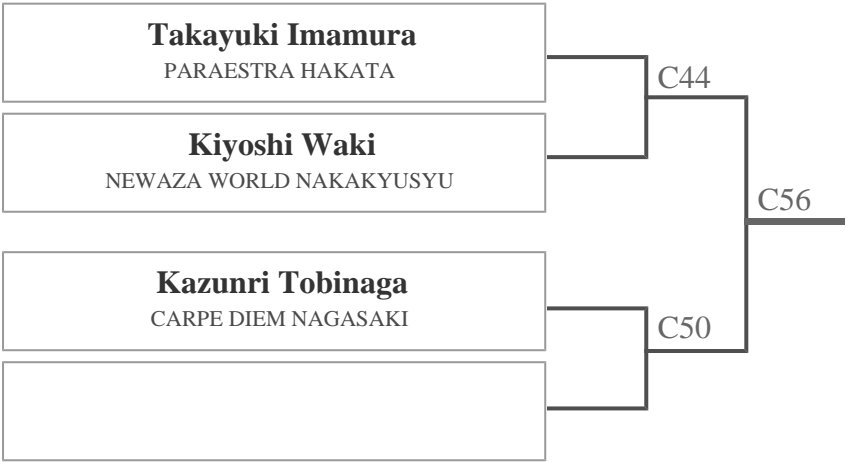 Takayuki Imamura
PARAESTRA HAKATA
C44
Kiyoshi Waki
NEWAZA WORLD NAKAKYUSYU
C56
Kazunri Tobinaga
CARPE DIEM NAGASAKI
C50